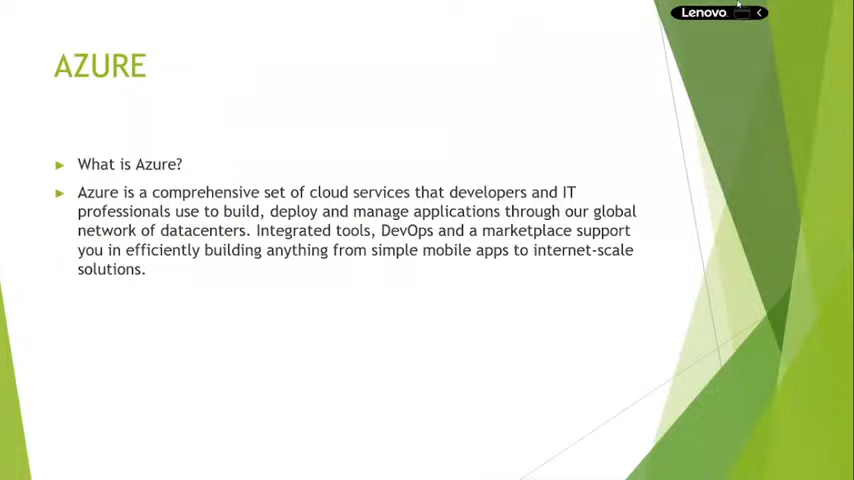 Lenovo
AZURE
What is Azure?
Azure is a comprehensive set of cloud services that developers and IT
professionals use to build, deploy and manage applications through our global
network of datacenters. Integrated tools, DevOps and a marketplace support
you in efficiently building anything from simple mobile apps to internet-scale
solutions.